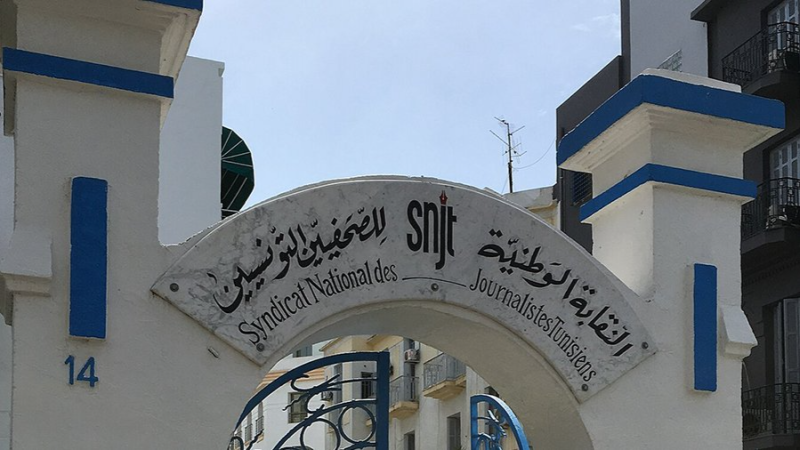 النقابة الوطنية snjt للصحفيين التونسيين
Syndicat National des Journalistes Tunisiens
14